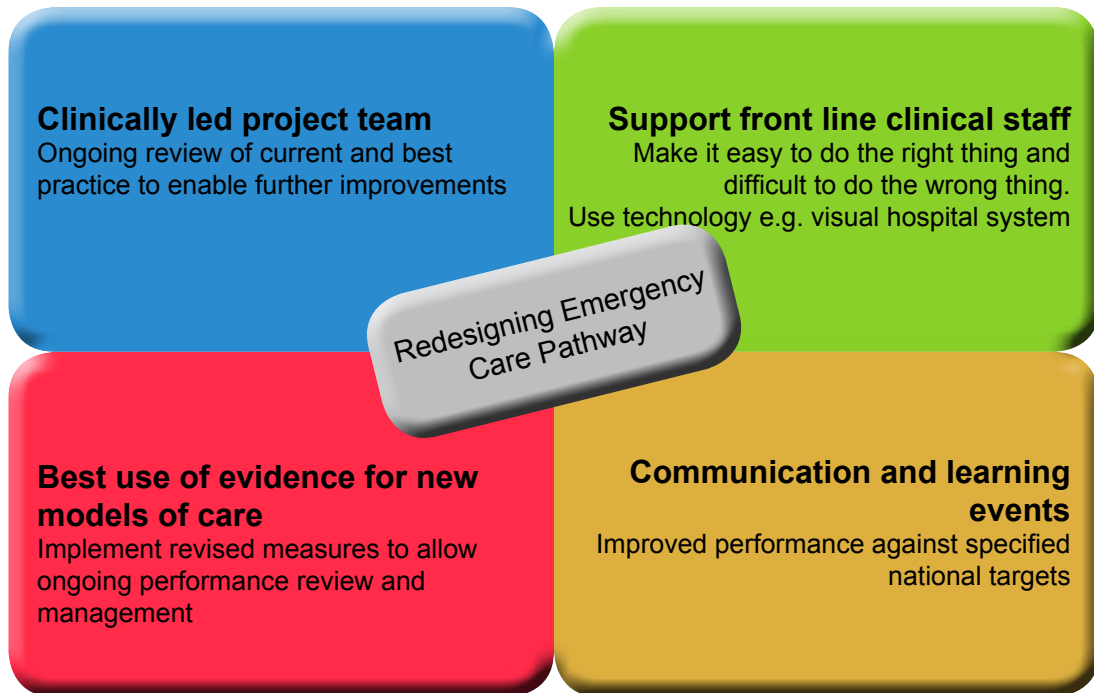 Clinically led project team
Ongoing review of current and best
practice to enable further improvements
Support front line clinical staff
Make it easy to do the right thing and
difficult to do the wrong thing.
Use technology e.g. visual hospital system
Redesigning Emergency
Care Pathway
Best use of evidence for new
models of care
Implement revised measures to allow
ongoing performance review and
management
Communication and learning
events
Improved performance against specified
national targets